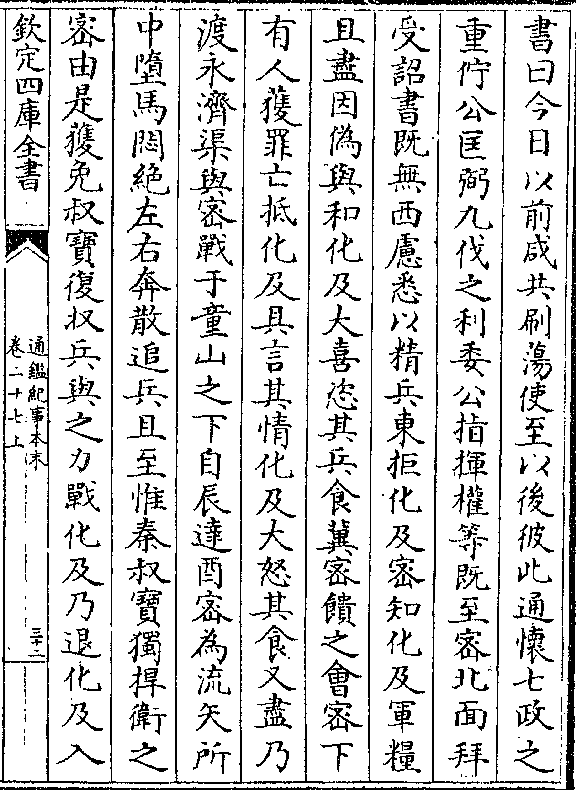 書曰今日以前咸共刷蕩使至以後彼此通懷七政之
重佇公匡弼九伐之利委公指揮權等既至密北面拜
受詔書既無西慮悉以精兵東拒化及密知化及軍糧
且盡因偽與和化及大喜恣其兵食冀密饋之會密下
有人獲罪亡抵化及具言其情化及大怒其食又盡乃
渡永濟渠與密戰于童山之下自辰達酉密為流矢所
中墮馬悶絶左右奔散追兵且至惟秦叔寶獨捍衛之
密由是獲免叔寶復收兵與之力戰化及乃退化及入
欽定四庫全書
通鑑紀事本末
卷二十七上
三十二